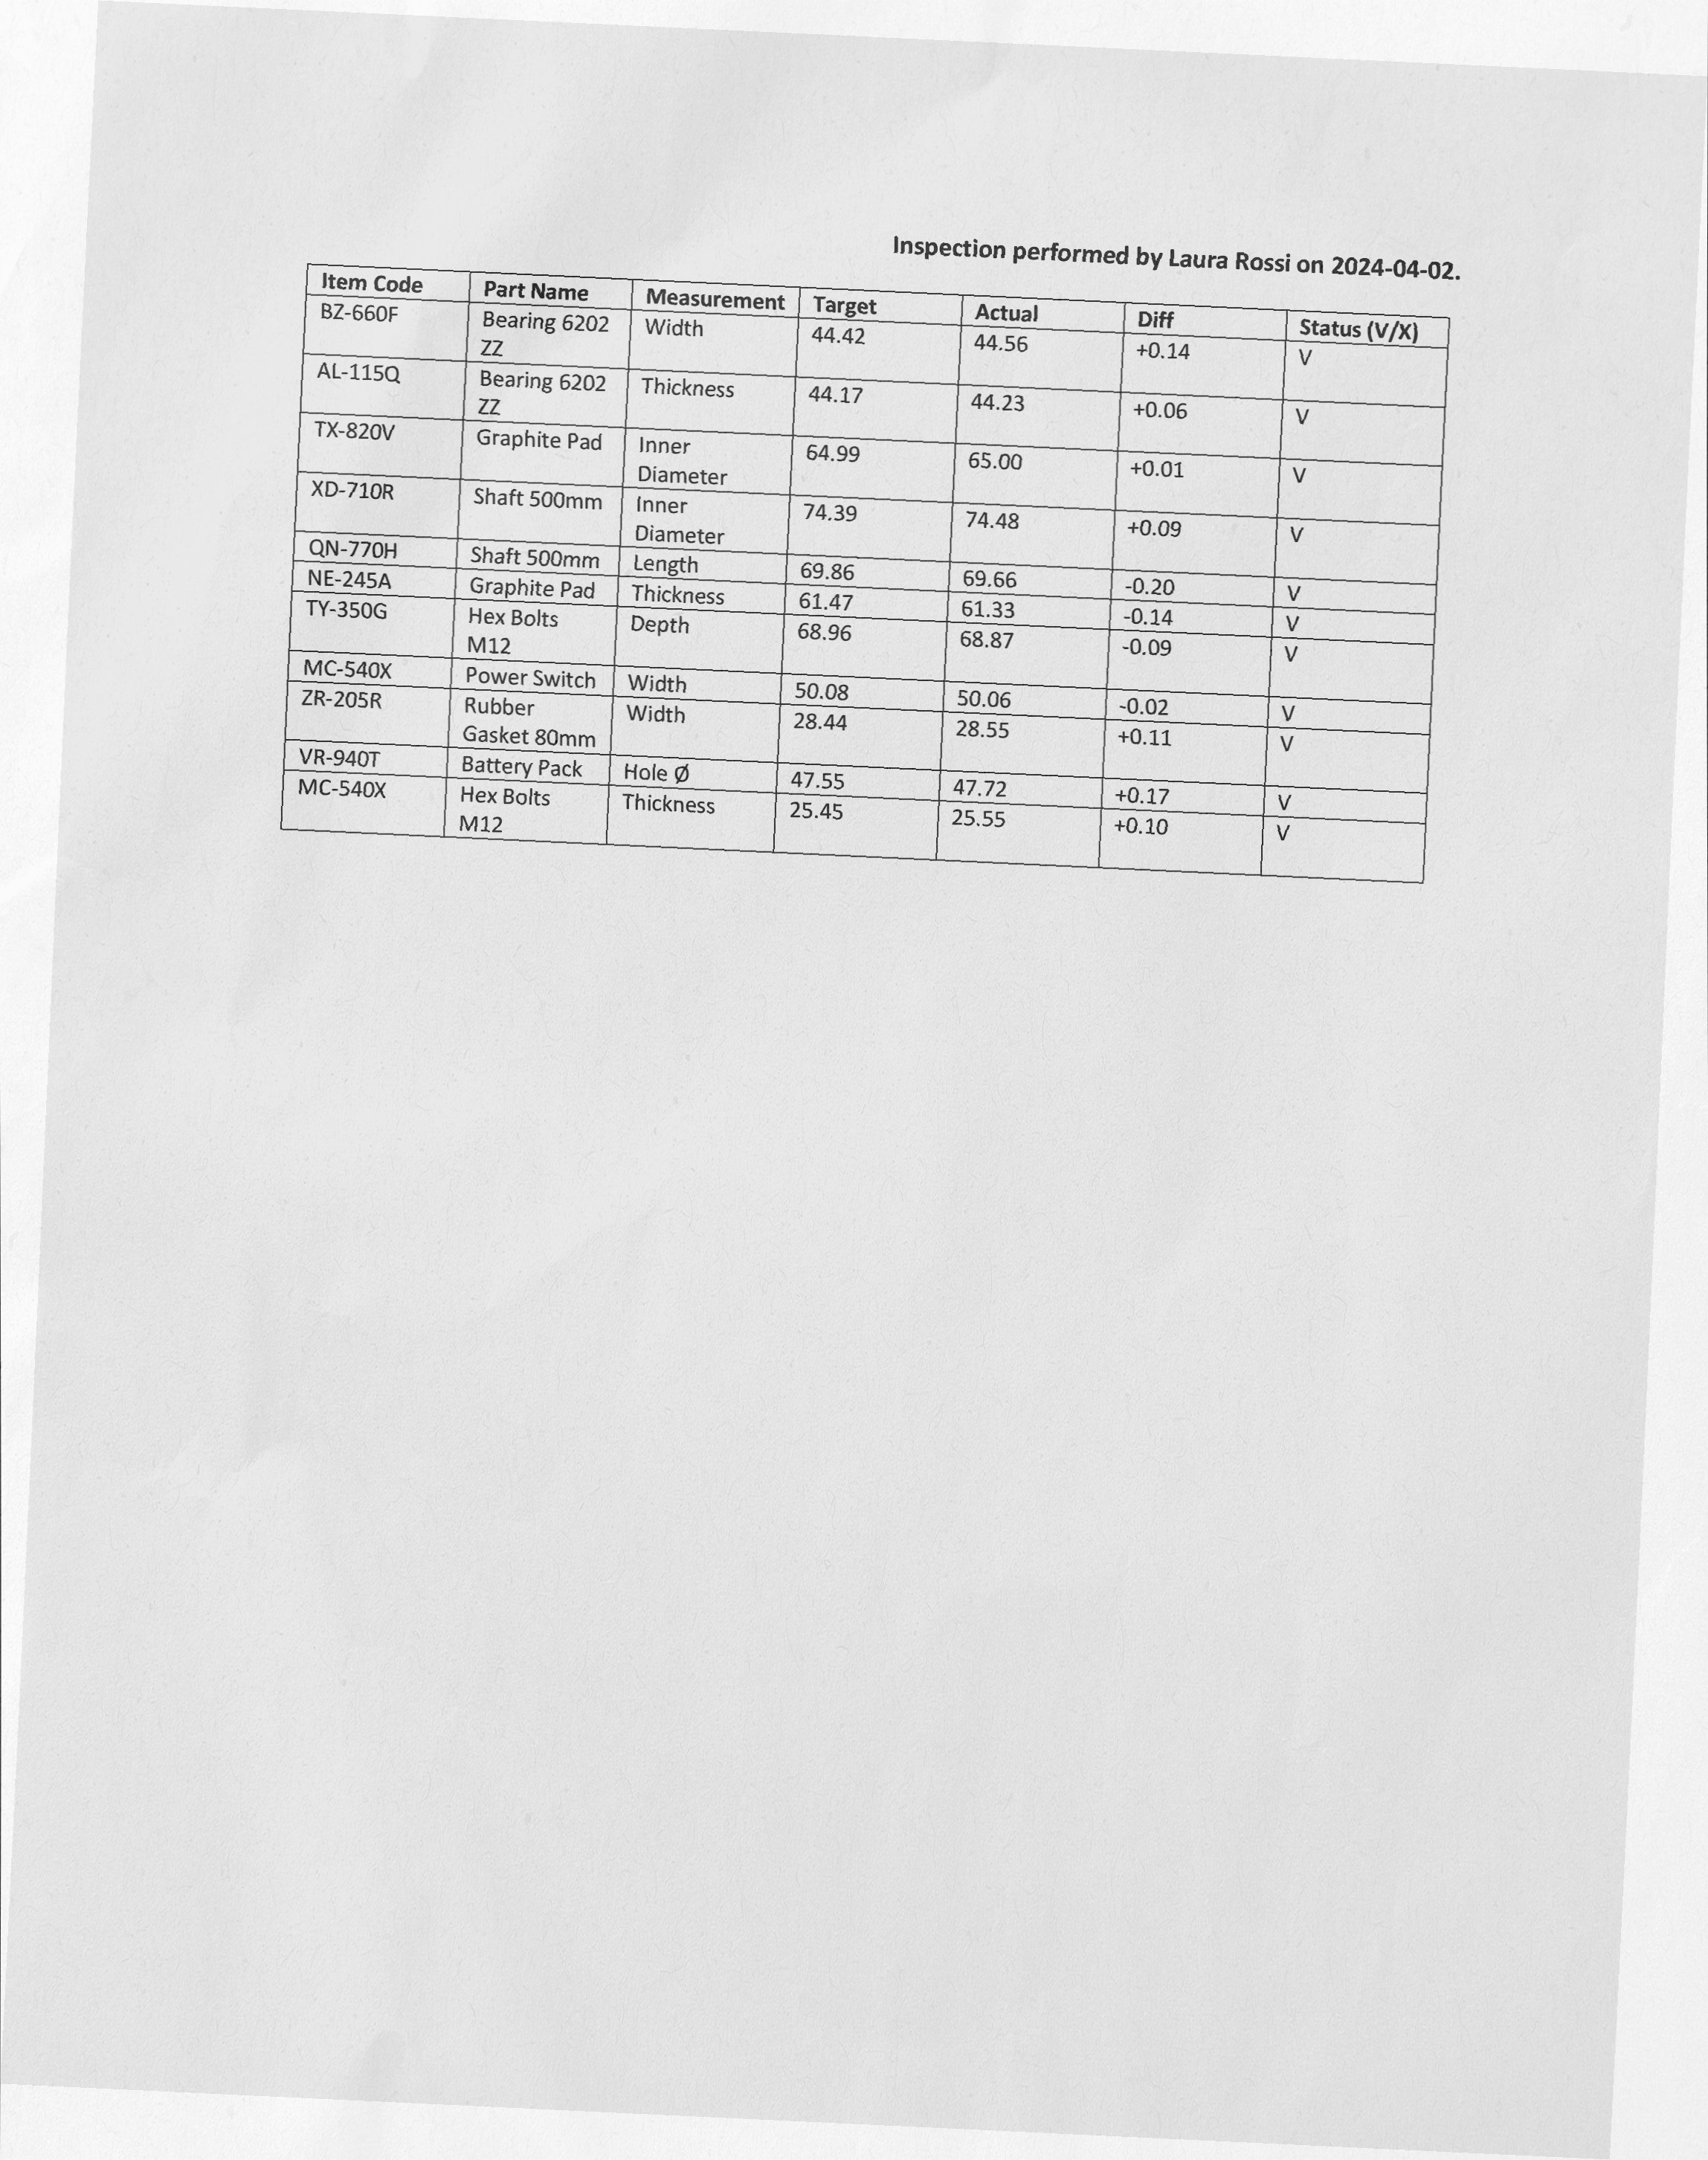 Inspection performed by Laura Rossi on 2024-04-02.
Item Code Part Name Measurement Target Actual Diff Status (V/X)
BZ-660F Bearing 6202 ZZ Width 44.42 44.56 +0.14 V
AL-115Q Bearing 6202 ZZ Thickness 44.17 44.23 +0.06 V
TX-820V Graphite Pad Inner Diameter 64.99 65.00 +0.01 V
XD-710R Shaft 500mm Inner Diameter 74.39 74.48 +0.09 V
QN-770H Shaft 500mm Length 69.86 69.66 -0.20 V
NE-245A Graphite Pad Thickness 61.47 61.33 -0.14 V
TY-350G Hex Bolts M12 Depth 68.96 68.87 -0.09 V
MC-540X Power Switch Width 50.08 50.06 -0.02 V
ZR-205R Rubber Gasket 80mm Width 28.44 28.55 +0.11 V
VR-940T Battery Pack Hole Ø 47.55 47.72 +0.17 V
MC-540X Hex Bolts M12 Thickness 25.45 25.55 +0.10 V